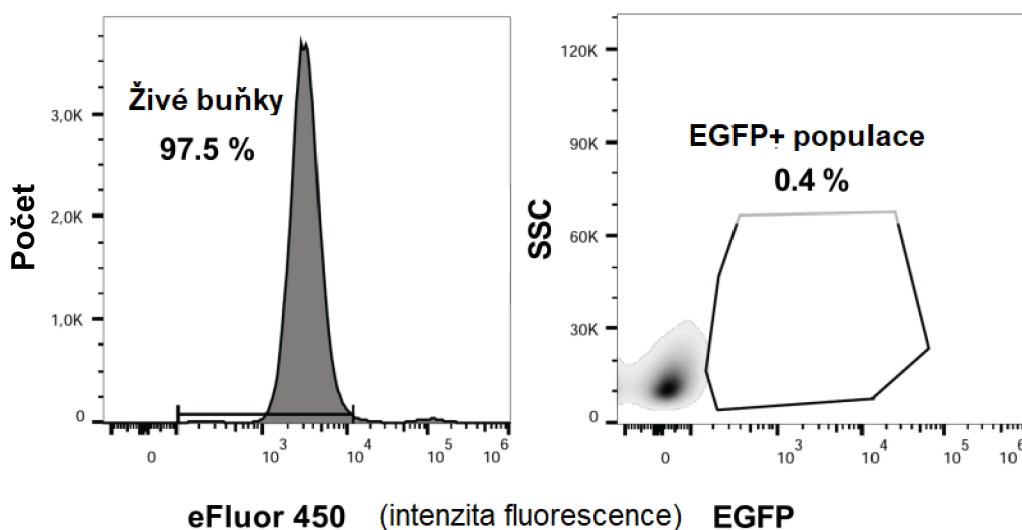 Počet
3,0K
2,0K
1,0K
0
Živé buňky
97.5 %
0
10^3
10^4
10^5
10^6
eFluor 450
(intenzita fluorescence)
SSC
120K
90K
60K
30K
0
EGFP+ populace
0.4 %
0
10^3
10^4
10^5
10^6
EGFP